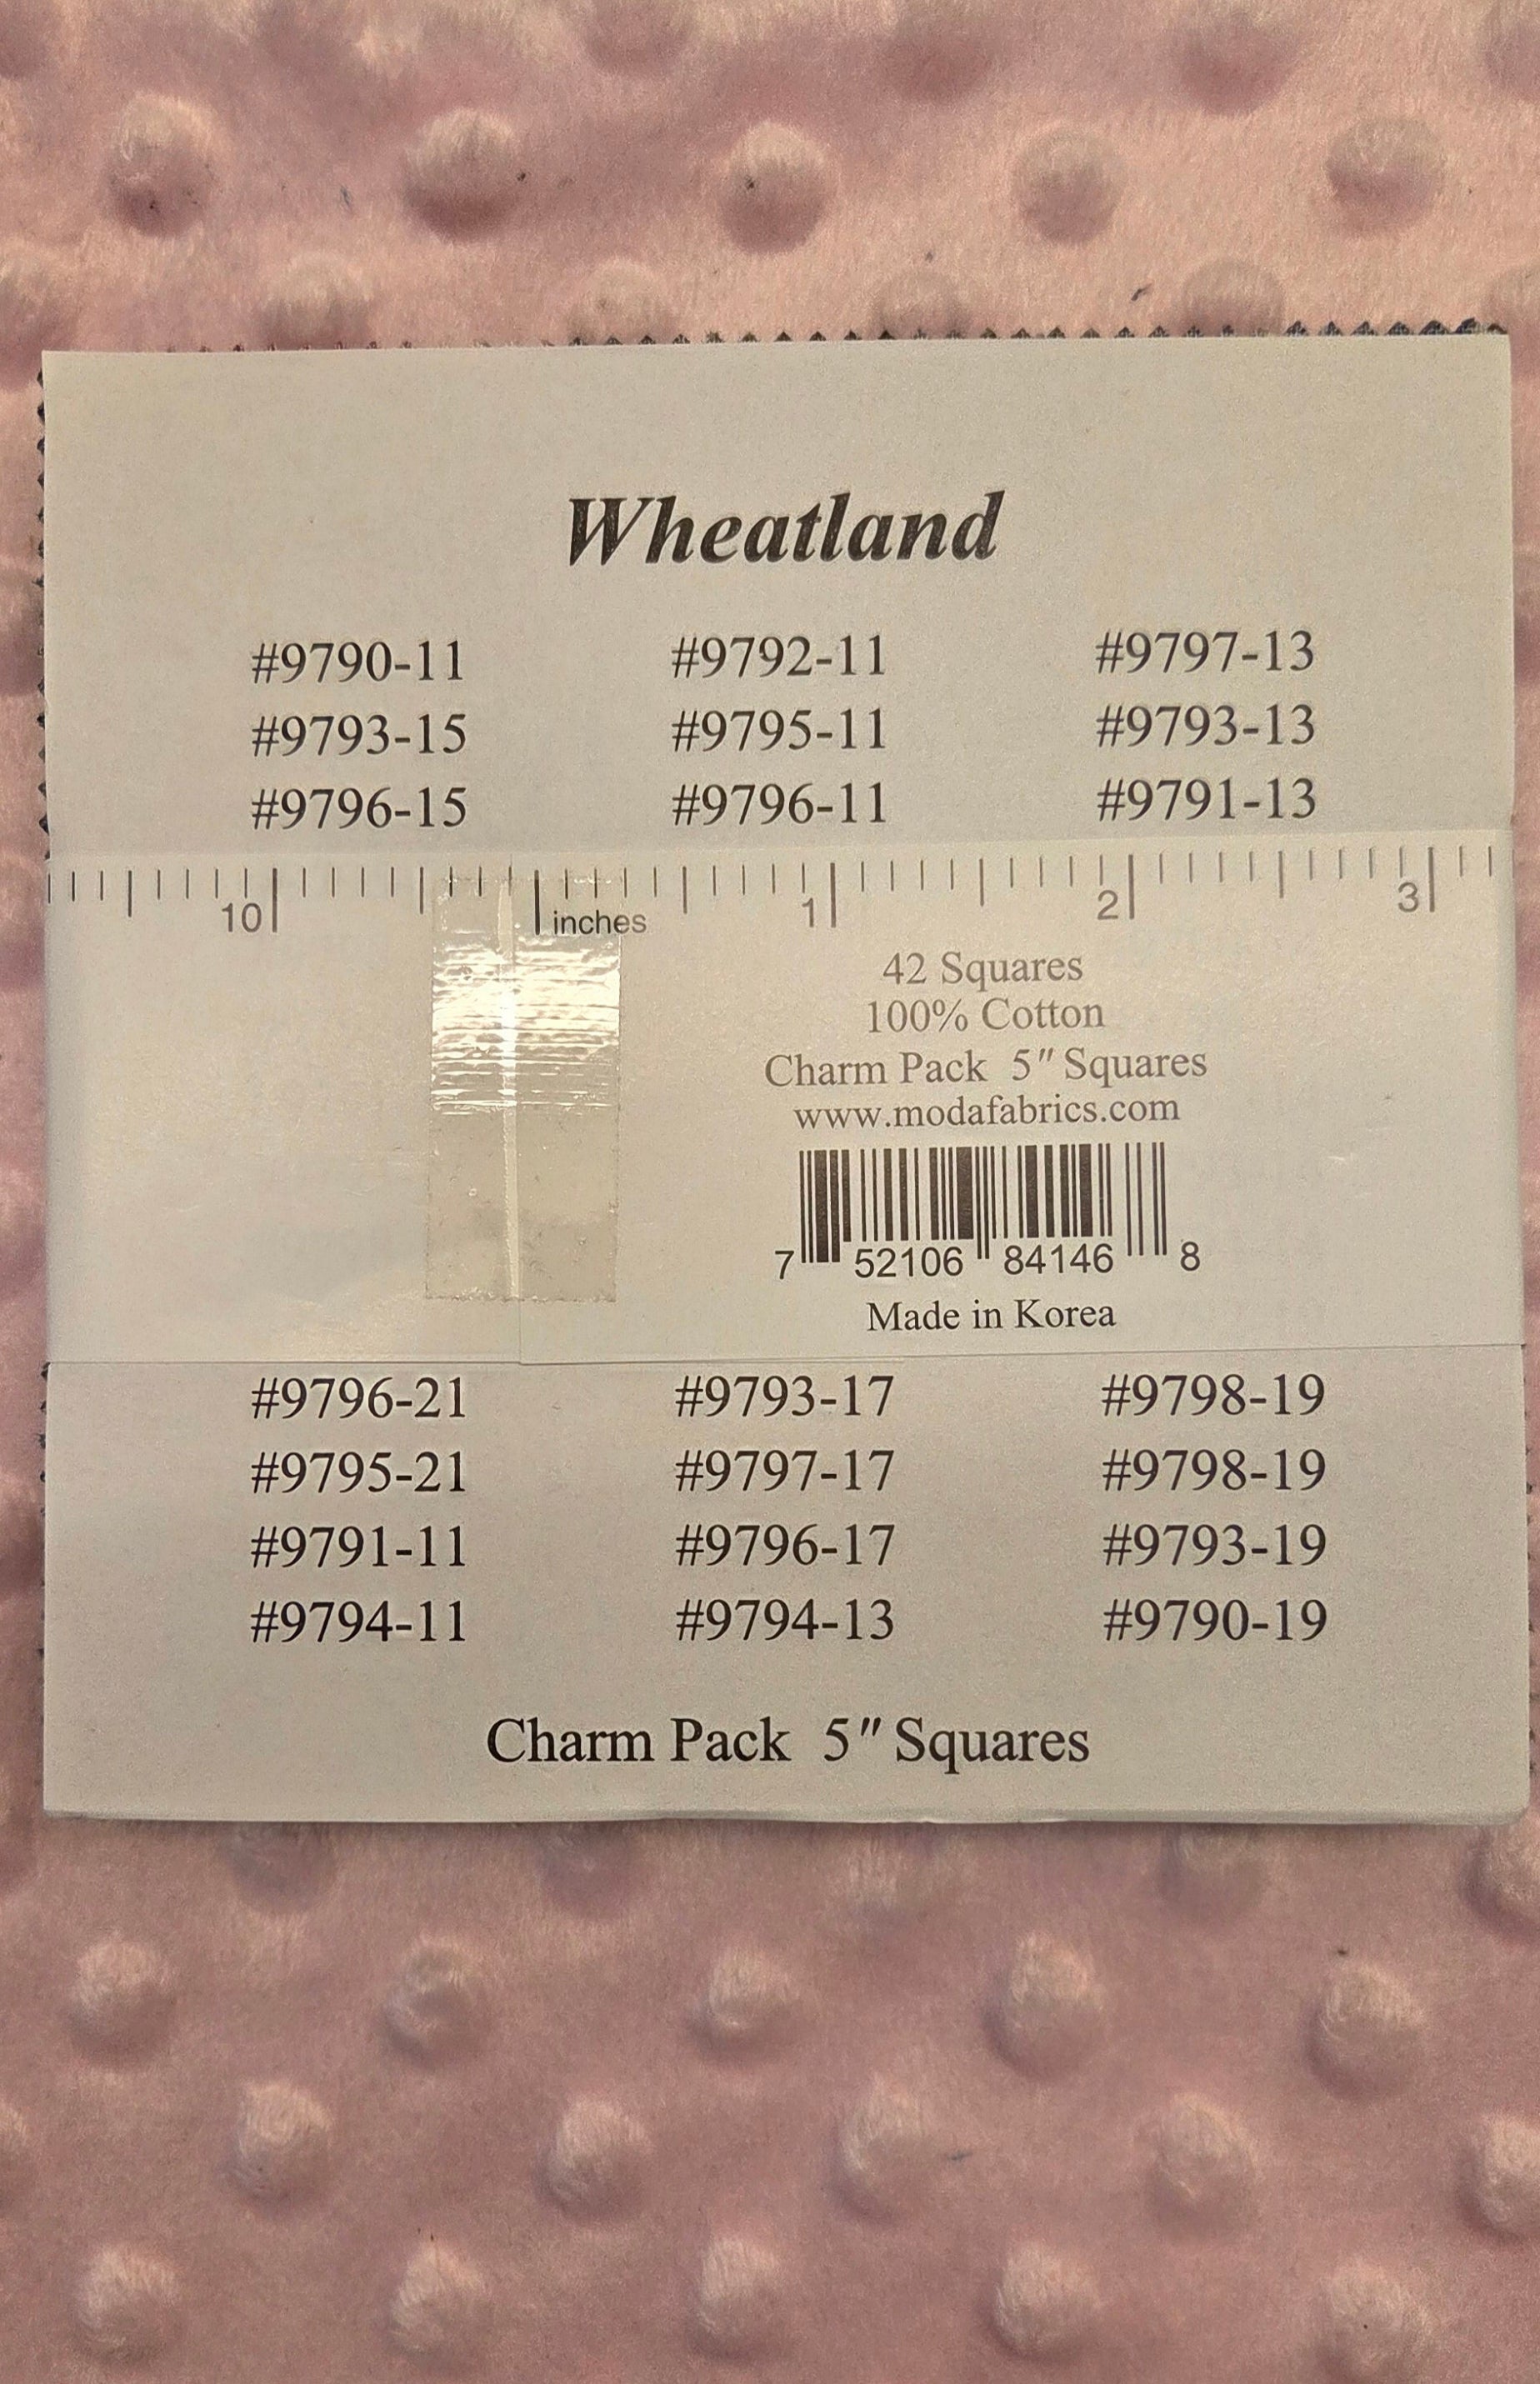 Wheatland
#9790-11 #9792-11 #9797-13
#9793-15 #9795-11 #9793-13
#9796-15 #9796-11 #9791-13
10 inches 1 2 3
42 Squares
100% Cotton
Charm Pack 5" Squares
www.modafabrics.com
7 52106 84146 8
Made in Korea
#9796-21 #9793-17 #9798-19
#9795-21 #9797-17 #9798-19
#9791-11 #9796-17 #9793-19
#9794-11 #9794-13 #9790-19
Charm Pack 5" Squares